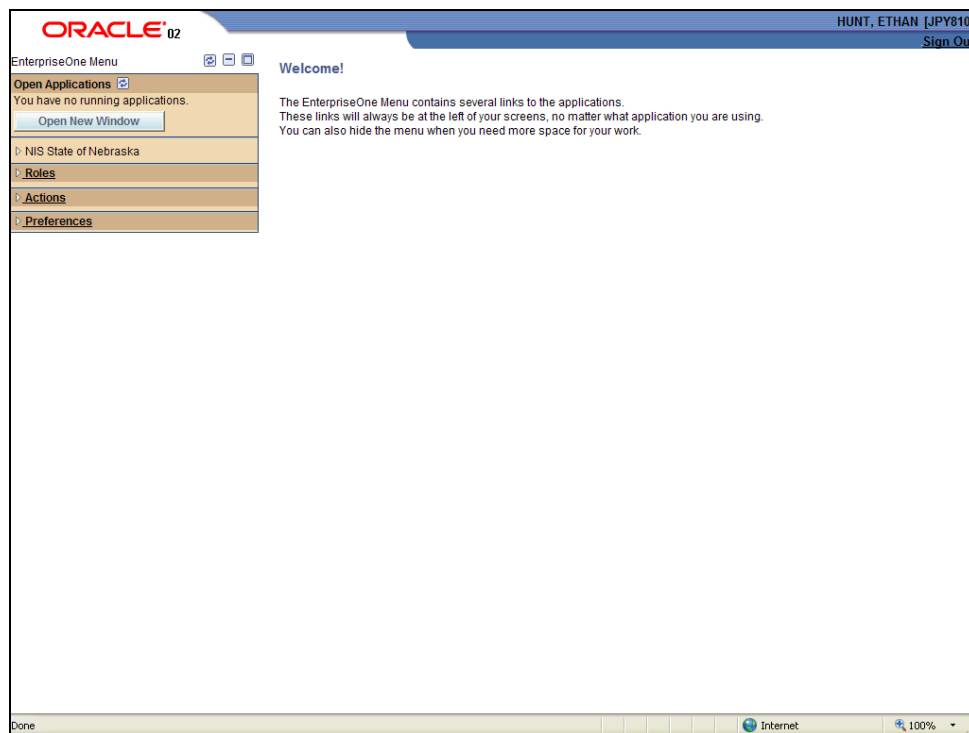 ORACLE 02
HUNT, ETHAN [JPY810
Sign Ou
EnterpriseOne Menu
Open Applications
You have no running applications.
Open New Window
NIS State of Nebraska
Roles
Actions
Preferences
Welcome!
The EnterpriseOne Menu contains several links to the applications.
These links will always be at the left of your screens, no matter what application you are using.
You can also hide the menu when you need more space for your work.
Done
Internet
100%